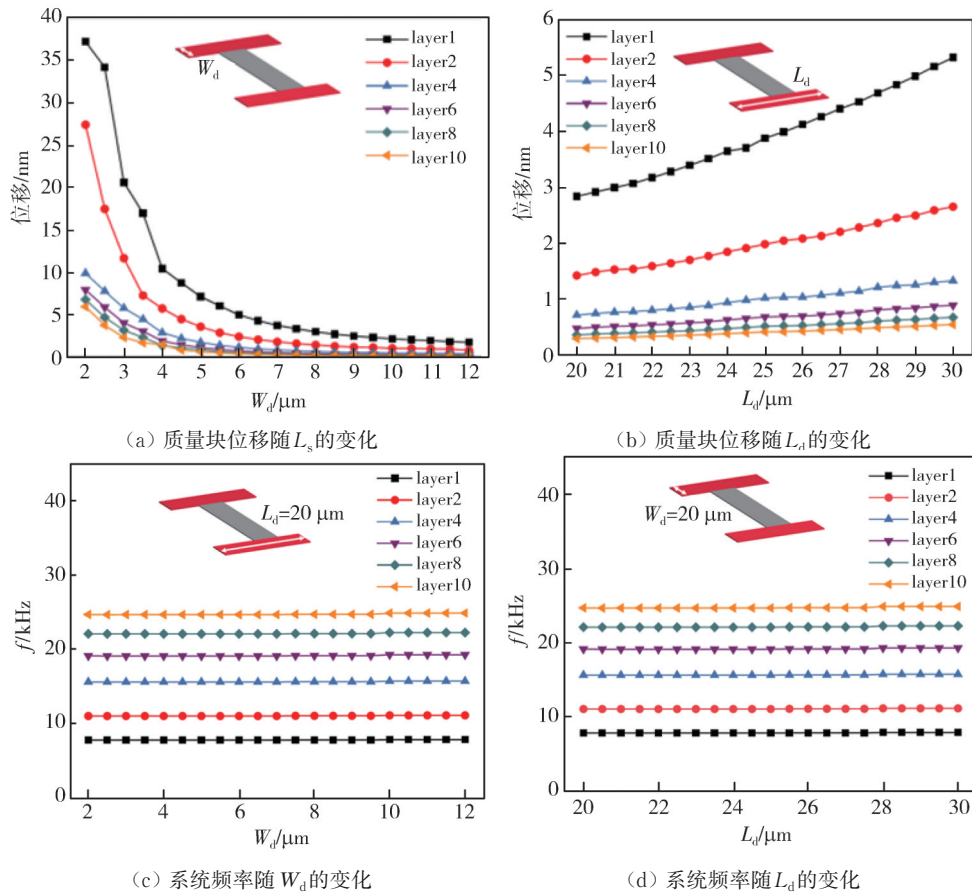 40
35
30
25
20
15
10
5
0
位移/nm
W_d
layer1
layer2
layer4
layer6
layer8
layer10
2 3 4 5 6 7 8 9 10 11 12
W_d/μm
(a) 质量块位移随L_s的变化
6
5
4
3
2
1
0
位移/nm
layer1
layer2
layer4
layer6
layer8
layer10
L_d
20 21 22 23 24 25 26 27 28 29 30
L_d/μm
(b) 质量块位移随L_d的变化
40
30
20
10
0
f/kHz
L_d=20 μm
layer1
layer2
layer4
layer6
layer8
layer10
2 4 6 8 10 12
W_d/μm
(c) 系统频率随W_d的变化
40
30
20
10
0
f/kHz
W_d=20 μm
layer1
layer2
layer4
layer6
layer8
layer10
20 22 24 26 28 30
L_d/μm
(d) 系统频率随L_d的变化